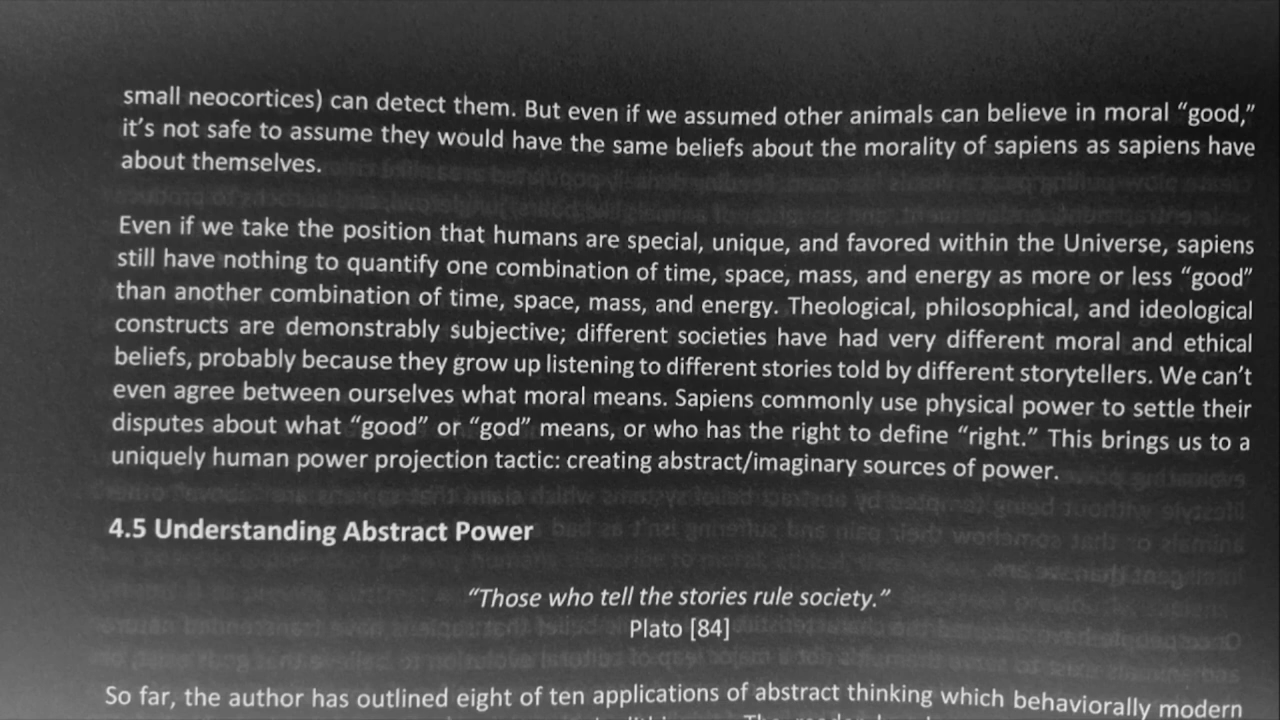 small neocortices) can detect them. But even if we assumed other animals can believe in moral “good,”
it’s not safe to assume they would have the same beliefs about the morality of sapiens as sapiens have
about themselves.
Even if we take the position that humans are special, unique, and favored within the Universe, sapiens
still have nothing to quantify one combination of time, space, mass, and energy as more or less “good”
than another combination of time, space, mass, and energy. Theological, philosophical, and ideological
constructs are demonstrably subjective; different societies have had very different moral and ethical
beliefs, probably because they grow up listening to different stories told by different storytellers. We can’t
even agree between ourselves what moral means. Sapiens commonly use physical power to settle their
disputes about what “good” or “god” means, or who has the right to define “right.” This brings us to a
uniquely human power projection tactic: creating abstract/imaginary sources of power.
4.5 Understanding Abstract Power
“Those who tell the stories rule society.”
Plato [84]
So far, the author has outlined eight of ten applications of abstract thinking which behaviorally modern